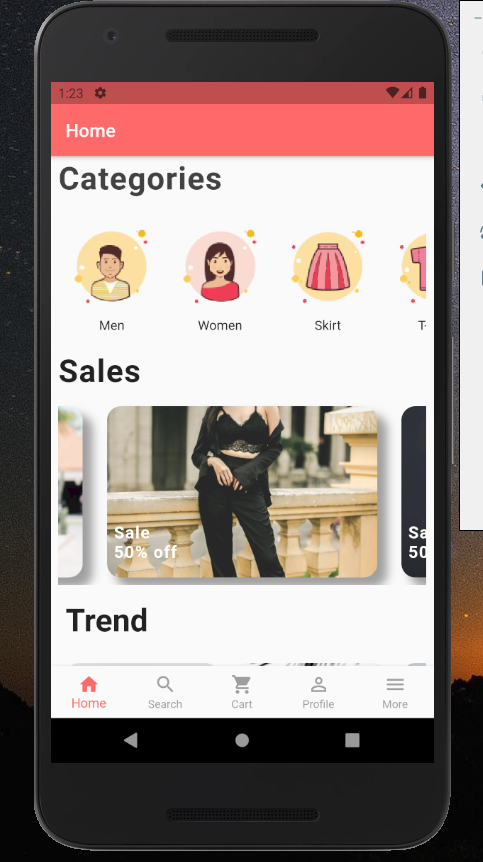 1:23
Home
Categories
Men
Women
Skirt
T-
Sales
Sale
50% off
Sa
50
Trend
Home
Search
Cart
Profile
More